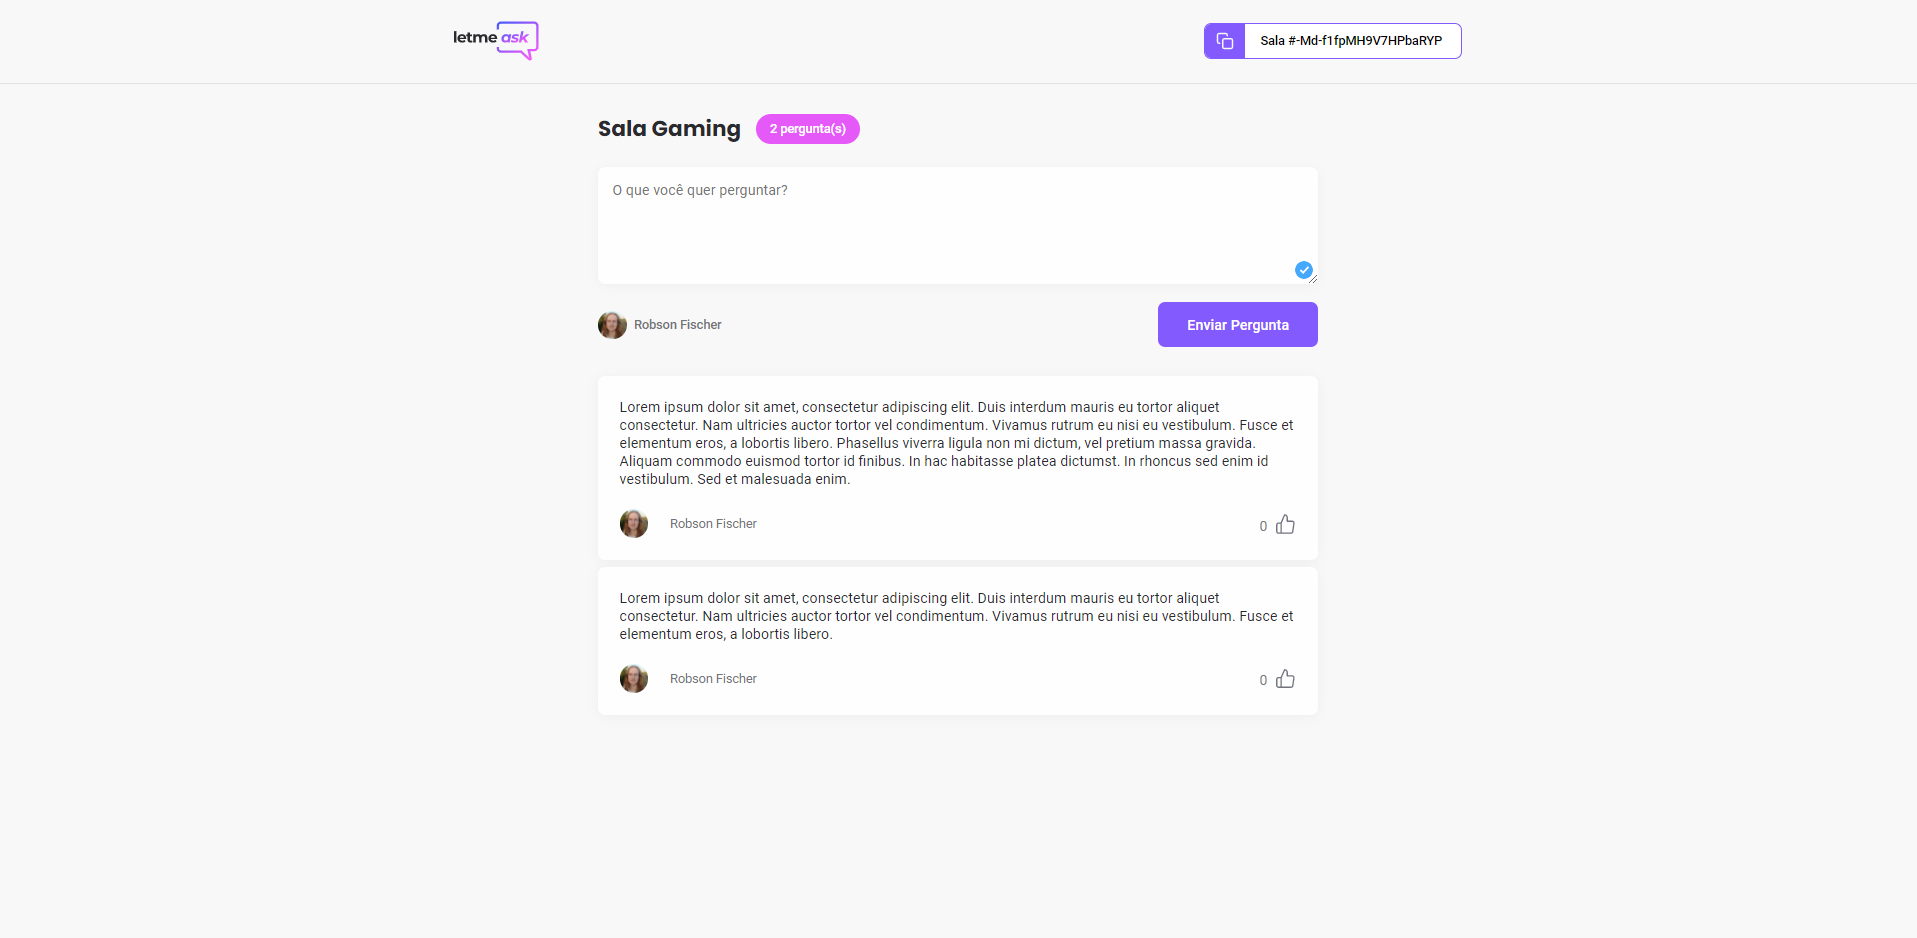 letme ask
Sala #-Md-f1fpMH9V7HPbaRYP
Sala Gaming
2 pergunta(s)
O que você quer perguntar?
Robson Fischer
Enviar Pergunta
Lorem ipsum dolor sit amet, consectetur adipiscing elit. Duis interdum mauris eu tortor aliquet
consectetur. Nam ultricies auctor tortor vel condimentum. Vivamus rutrum eu nisi eu vestibulum. Fusce et
elementum eros, a lobortis libero. Phasellus viverra ligula non mi dictum, vel pretium massa gravida.
Aliquam commodo euismod tortor id finibus. In hac habitasse platea dictumst. In rhoncus sed enim id
vestibulum. Sed et malesuada enim.
Robson Fischer
0
Lorem ipsum dolor sit amet, consectetur adipiscing elit. Duis interdum mauris eu tortor aliquet
consectetur. Nam ultricies auctor tortor vel condimentum. Vivamus rutrum eu nisi eu vestibulum. Fusce et
elementum eros, a lobortis libero.
Robson Fischer
0